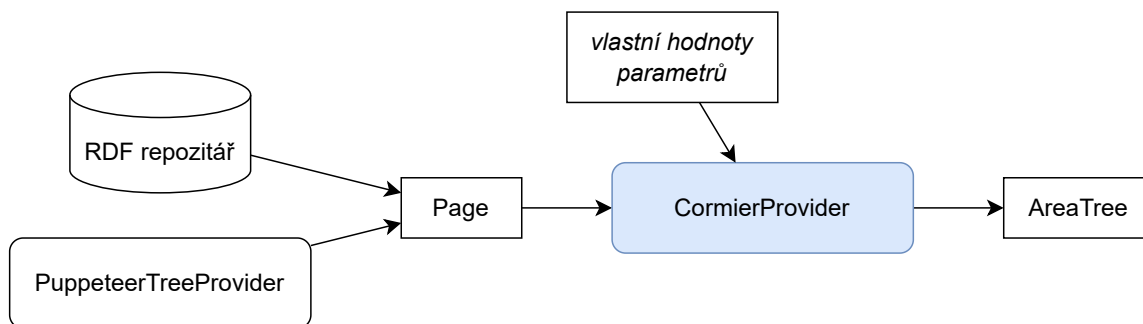 vlastní hodnoty
parametrů
RDF repozitář
Page
CormierProvider
AreaTree
PuppeteerTreeProvider